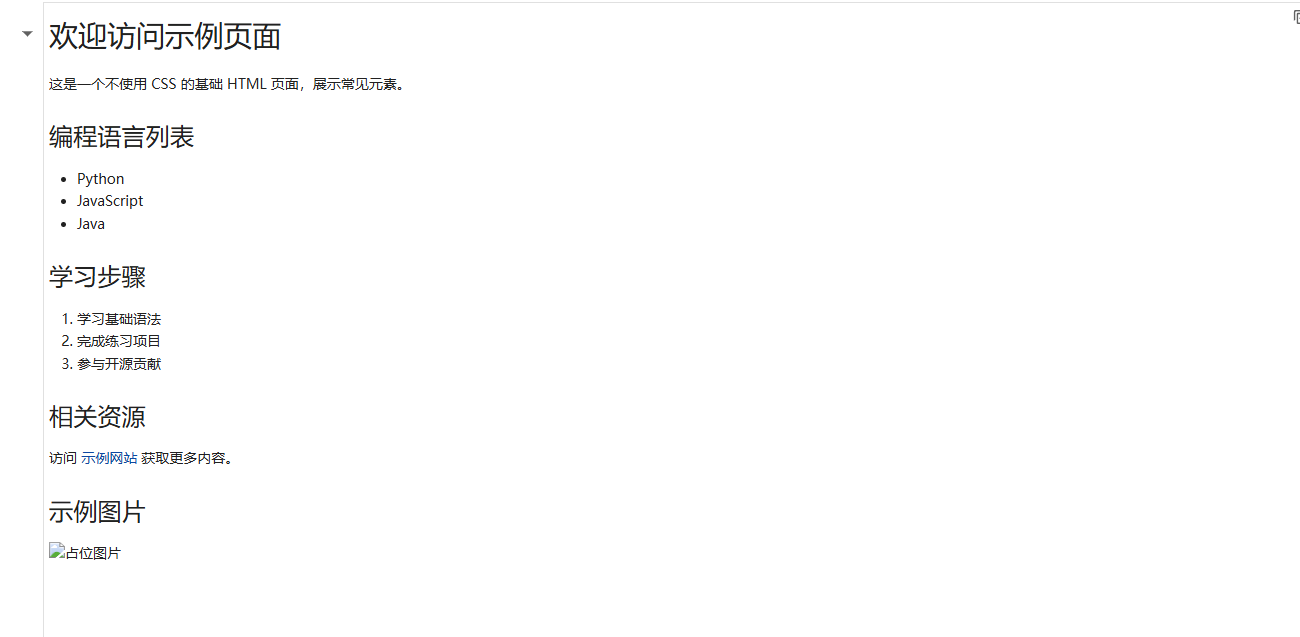 欢迎访问示例页面
这是一个不使用 CSS 的基础 HTML 页面，展示常见元素。
编程语言列表
• Python
• JavaScript
• Java
学习步骤
1. 学习基础语法
2. 完成练习项目
3. 参与开源贡献
相关资源
访问 示例网站 获取更多内容。
示例图片
占位图片